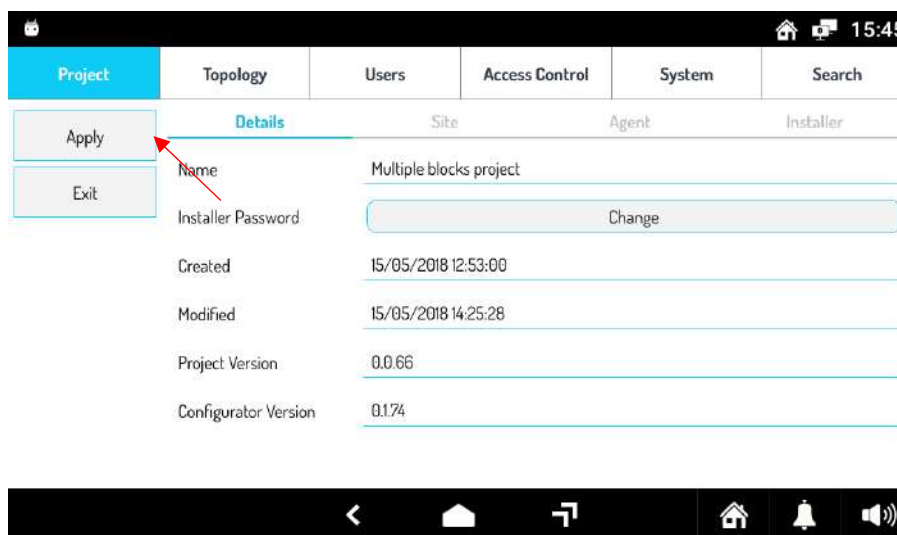 15:45
Project Topology Users Access Control System Search
Apply
Exit
Details Site Agent Installer
Name Multiple blocks project
Installer Password Change
Created 15/05/2018 12:53:00
Modified 15/05/2018 14:25:28
Project Version 0.0.66
Configurator Version 0.1.74